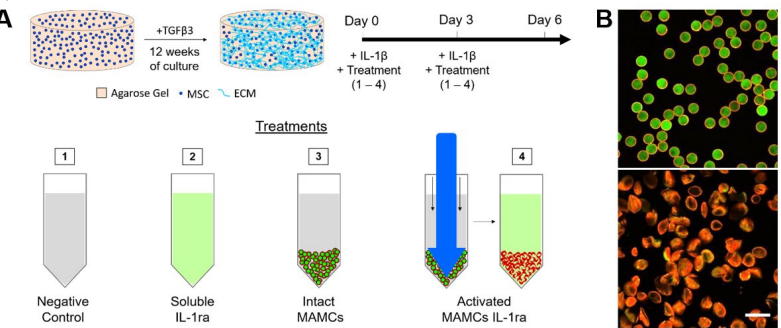 A
+TGFβ3
12 weeks
of culture
Agarose Gel
MSC
ECM
Day 0
Day 3
Day 6
+ IL-1β
+ Treatment
(1 – 4)
+ IL-1β
+ Treatment
(1 – 4)
B
Treatments
1
2
3
4
Negative
Control
Soluble
IL-1ra
Intact
MAMCs
Activated
MAMCs IL-1ra